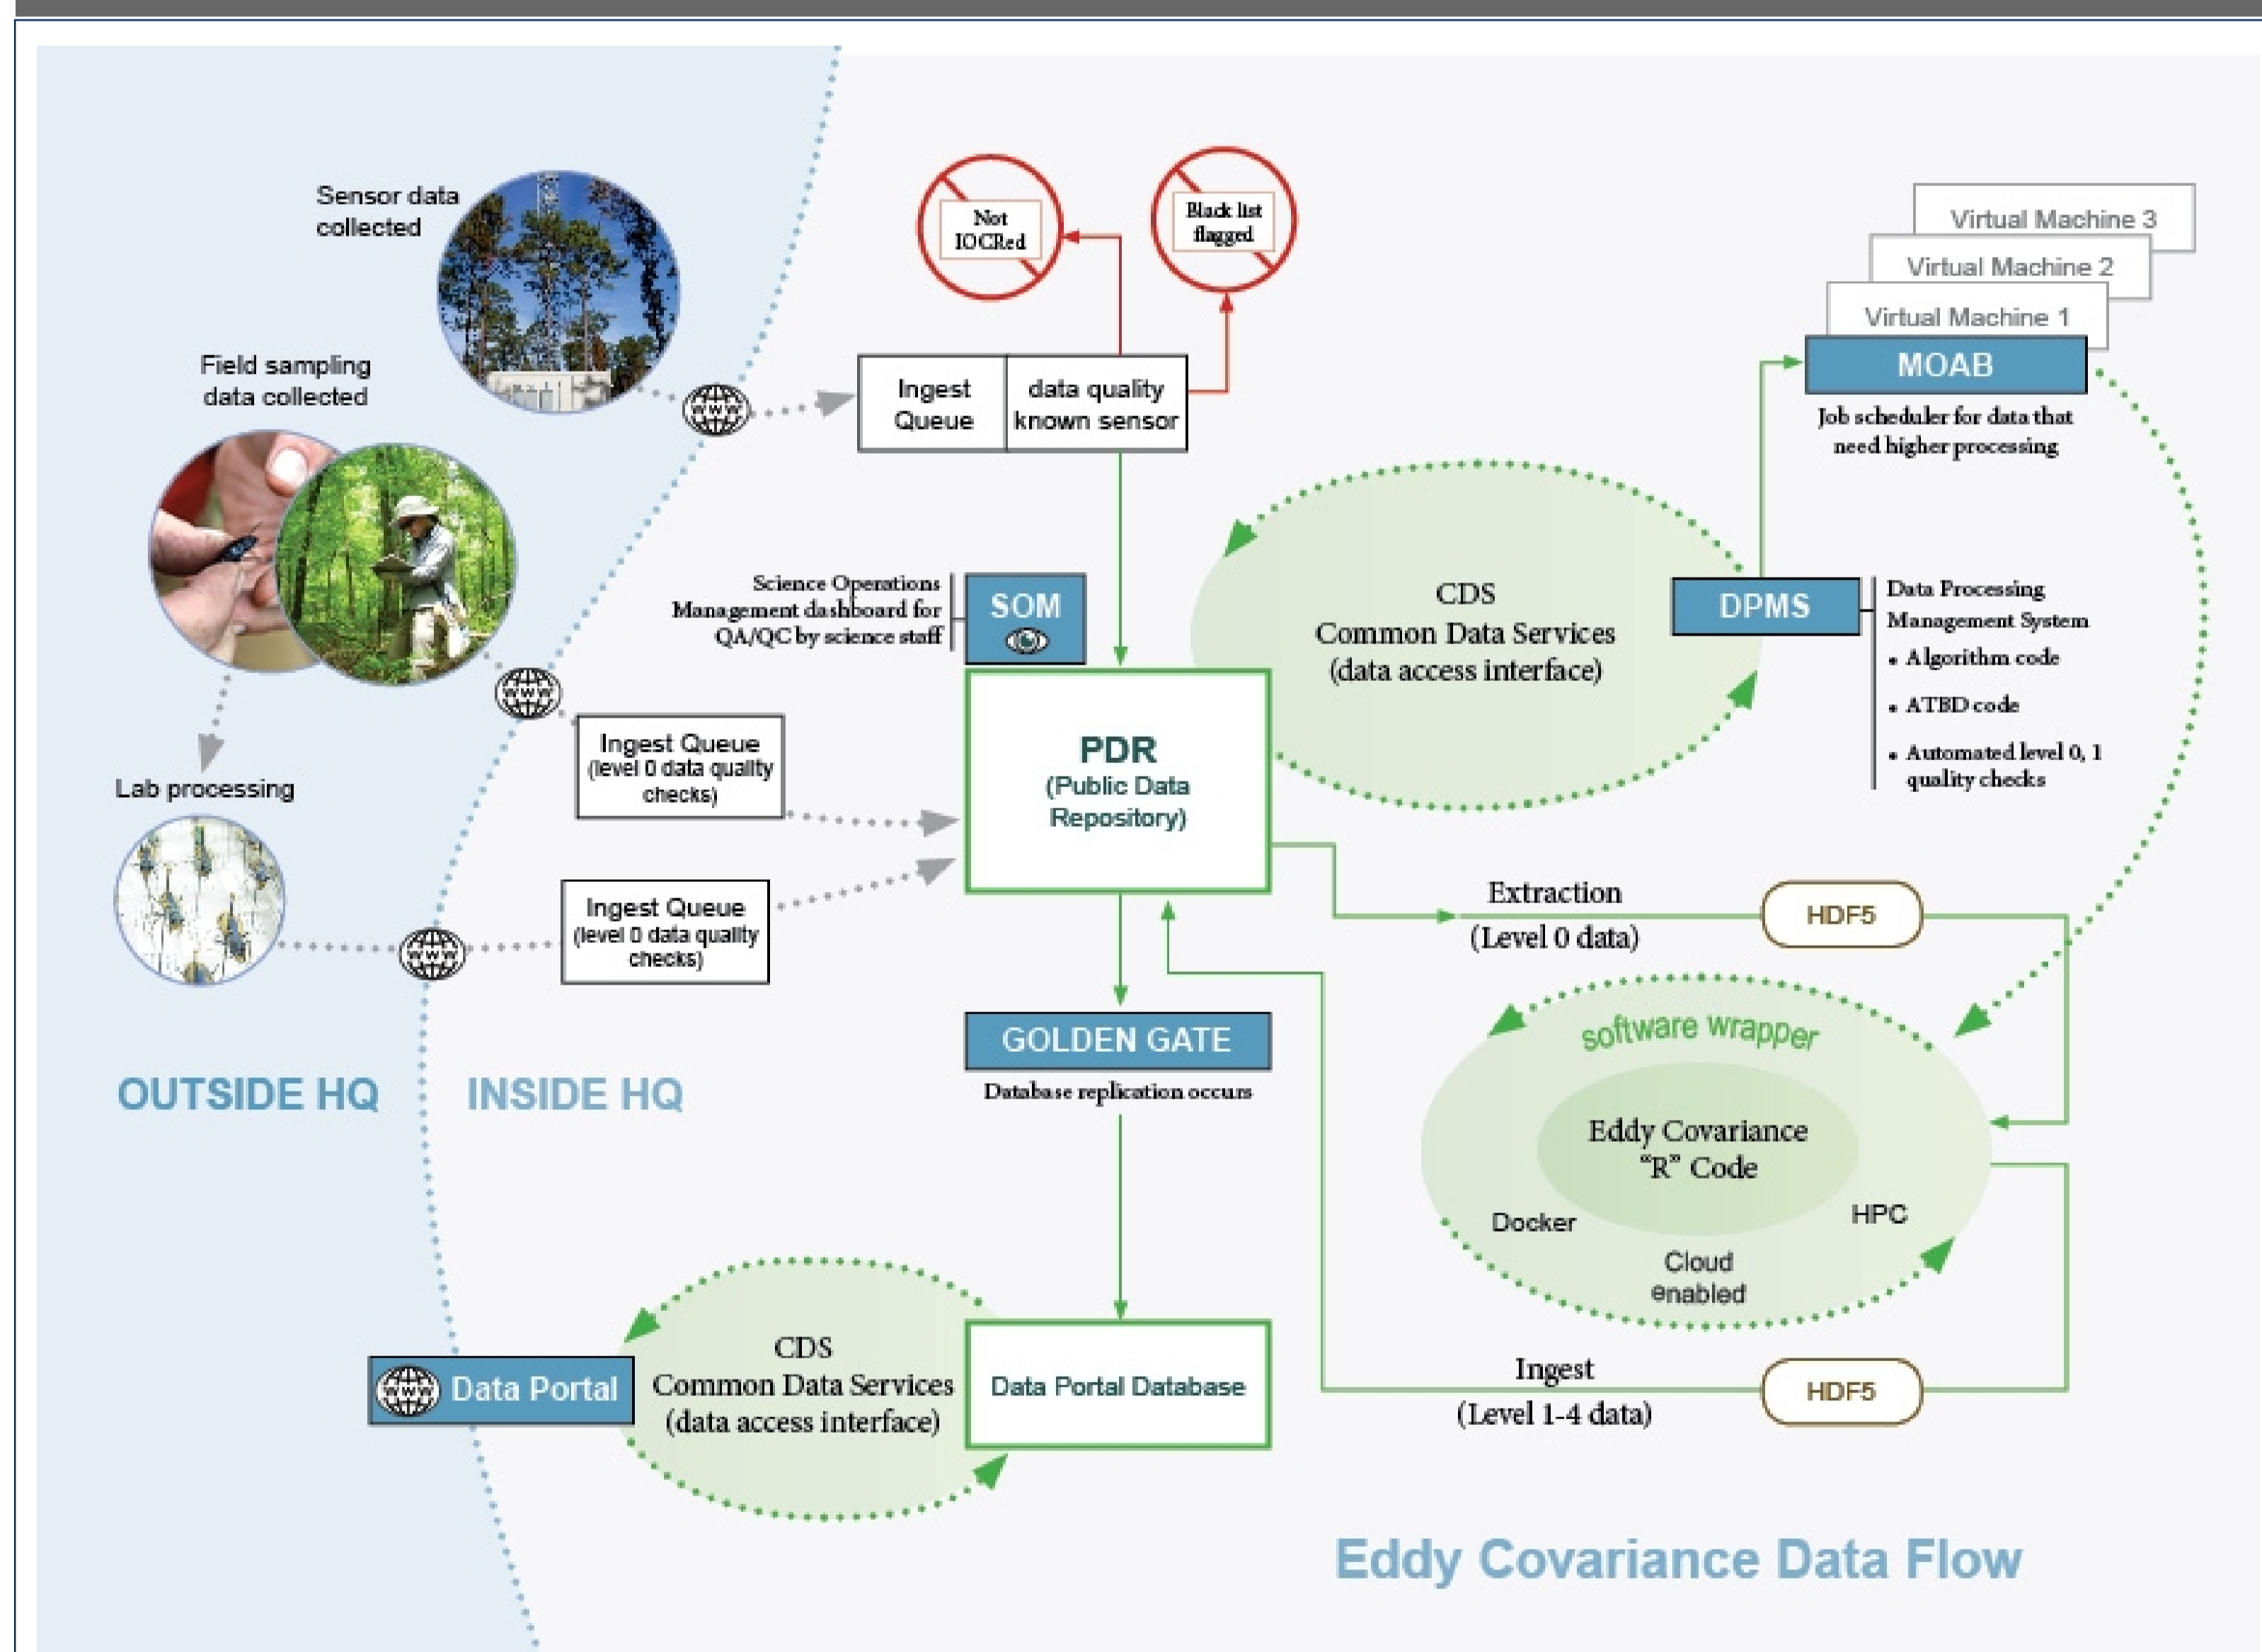 Sensor data
collected
Field sampling
data collected
Lab processing
www
www
www
Not
IOCRed
Black list
flagged
Ingest
Queue
data quality
known sensor
Virtual Machine 3
Virtual Machine 2
Virtual Machine 1
MOAB
Job scheduler for data that
need higher processing
Science Operations
Management dashboard for
QA/QC by science staff
SOM
CDS
Common Data Services
(data access interface)
DPMS
Data Processing
Management System
• Algorithm code
• ATBD code
• Automated level 0, 1
quality checks
Ingest Queue
(level 0 data quality
checks)
Ingest Queue
(level 0 data quality
checks)
PDR
(Public Data
Repository)
Extraction
(Level 0 data)
HDF5
GOLDEN GATE
Database replication occurs
software wrapper
Eddy Covariance
“R” Code
Docker
HPC
Cloud
enabled
OUTSIDE HQ
INSIDE HQ
www
Data Portal
CDS
Common Data Services
(data access interface)
Data Portal Database
Ingest
(Level 1-4 data)
HDF5
Eddy Covariance Data Flow